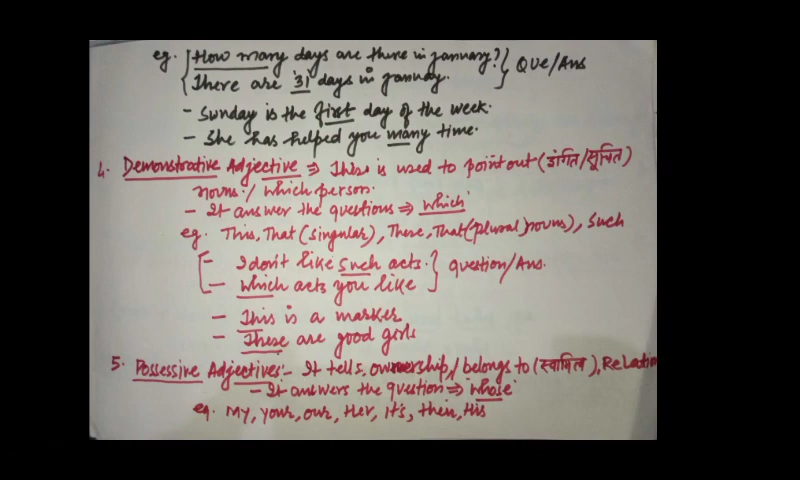 eg. { How many days are there in january? } Que/Ans
{ There are 31 days in january. }
- Sunday is the first day of the week.
- She has helped you many time.
4. Demonstrative Adjective ⇒ This is used to point out (इंगित/सूचित)
nouns./ which person.
- It answer the questions ⇒ which
eg. This, That (singular), These, That (plural) nouns), Such
[- I don't like such acts. } question/Ans.
- which acts you like
- This is a marker
- These are good girls
5. Possessive Adjectives:- It tells ownership/ belongs to (स्वामित्व), Relation
- It answers the question ⇒ whose
eg. My, your, our, Her, it's, their, His